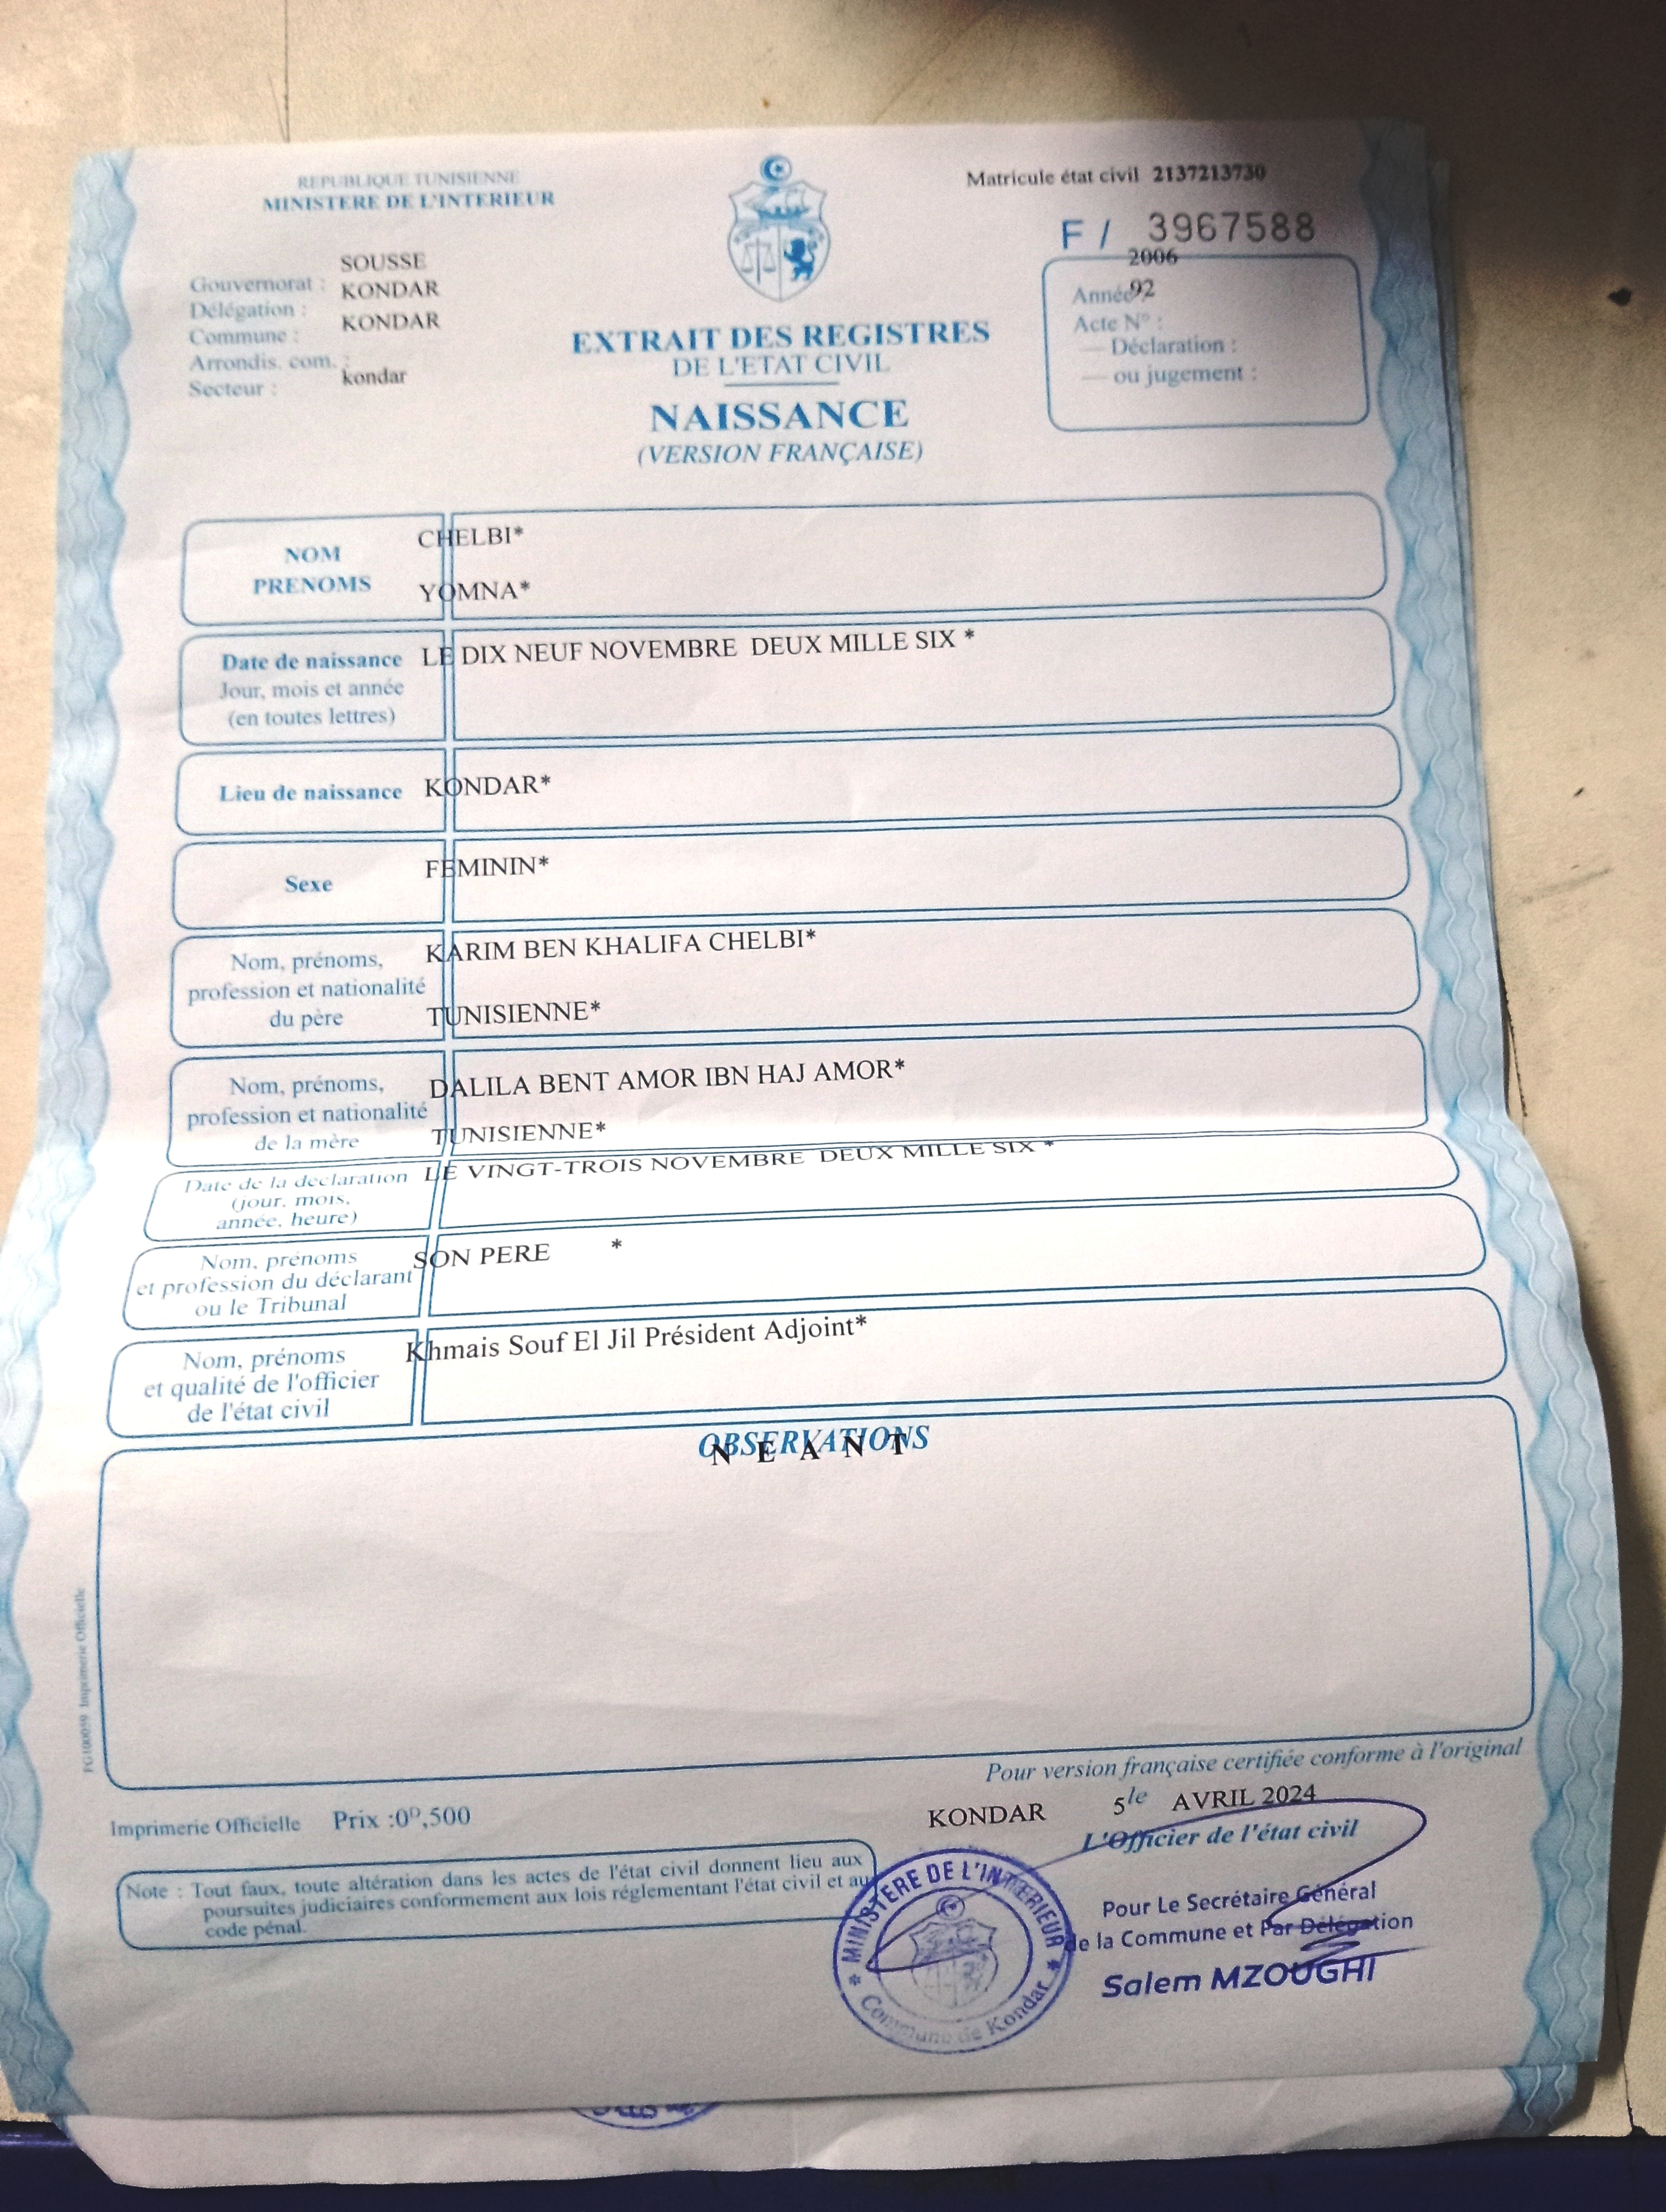 REPUBLIQUE TUNISIENNE
MINISTERE DE L'INTERIEUR
Matricule état civil 2137213730
F / 3967588
2006
Gouvernorat : SOUSSE
Délégation : KONDAR
Commune : KONDAR
Arrondis. com. :
Secteur : kondar
Année 92
Acte N° :
— Déclaration :
— ou jugement :
EXTRAIT DES REGISTRES
DE L'ETAT CIVIL
NAISSANCE
(VERSION FRANÇAISE)
NOM CHELBI*
PRENOMS YOMNA*
Date de naissance LE DIX NEUF NOVEMBRE DEUX MILLE SIX *
Jour, mois et année
(en toutes lettres)
Lieu de naissance KONDAR*
Sexe FEMININ*
Nom, prénoms, KARIM BEN KHALIFA CHELBI*
profession et nationalité
du père TUNISIENNE*
Nom, prénoms, DALILA BENT AMOR IBN HAJ AMOR*
profession et nationalité
de la mère TUNISIENNE*
Date de la déclaration LE VINGT-TROIS NOVEMBRE DEUX MILLE SIX *
(jour, mois,
année, heure)
Nom, prénoms SON PERE *
et profession du déclarant
ou le Tribunal
Nom, prénoms Khmais Souf El Jil Président Adjoint*
et qualité de l'officier
de l'état civil
OBSERVATIONS
N E A N T
FG100059 Imprimerie Officielle
Pour version française certifiée conforme à l'original
Imprimerie Officielle Prix :0ᴰ,500
KONDAR 5 le AVRIL 2024
L'Officier de l'état civil
Note : Tout faux, toute altération dans les actes de l'état civil donnent lieu aux
poursuites judiciaires conformement aux lois réglementant l'état civil et au
code pénal.
* MINISTERE DE L'INTERIEUR *
Commune de Kondar
Pour Le Secrétaire Général
de la Commune et Par Délégation
Salem MZOUGHI